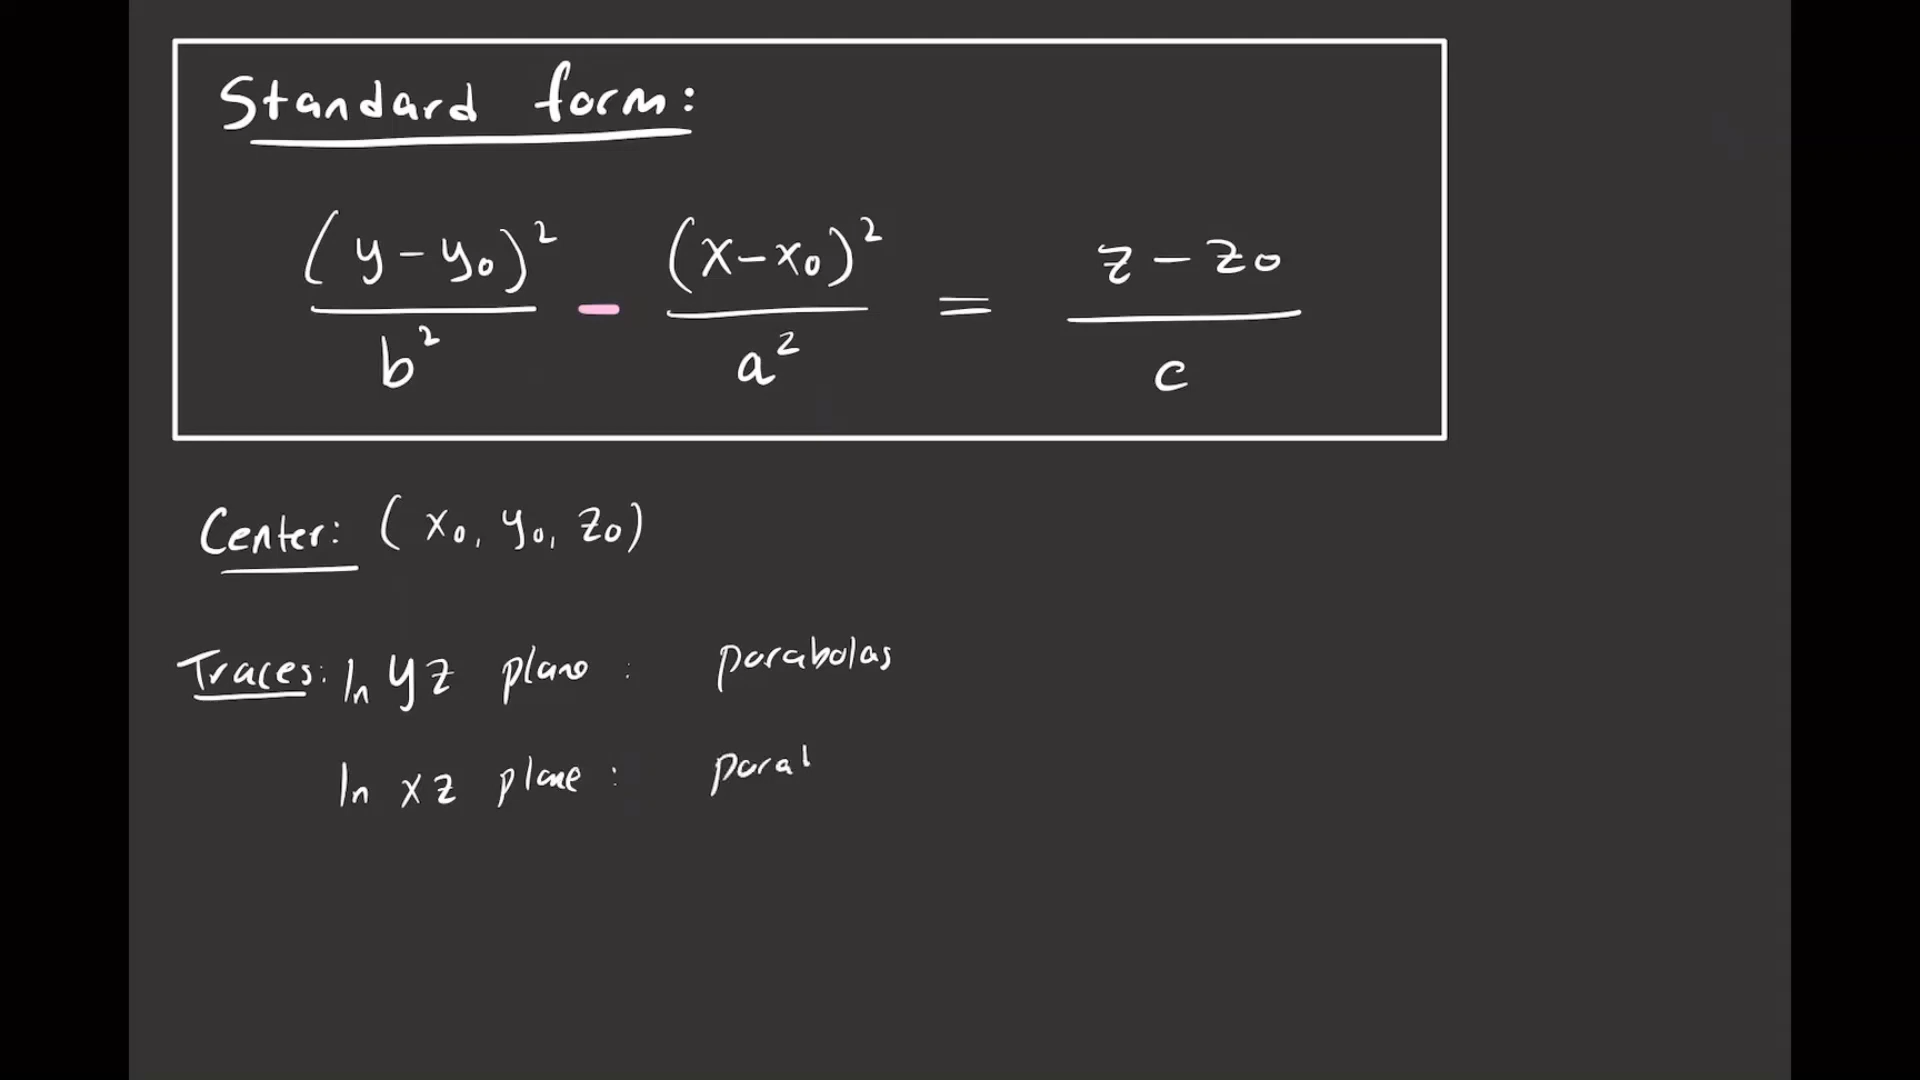 Standard form:
(y - y₀)² / b² - (x - x₀)² / a² = z - z₀ / c
Center: (x₀, y₀, z₀)
Traces: In yz plane : parabolas
In xz plane : paral